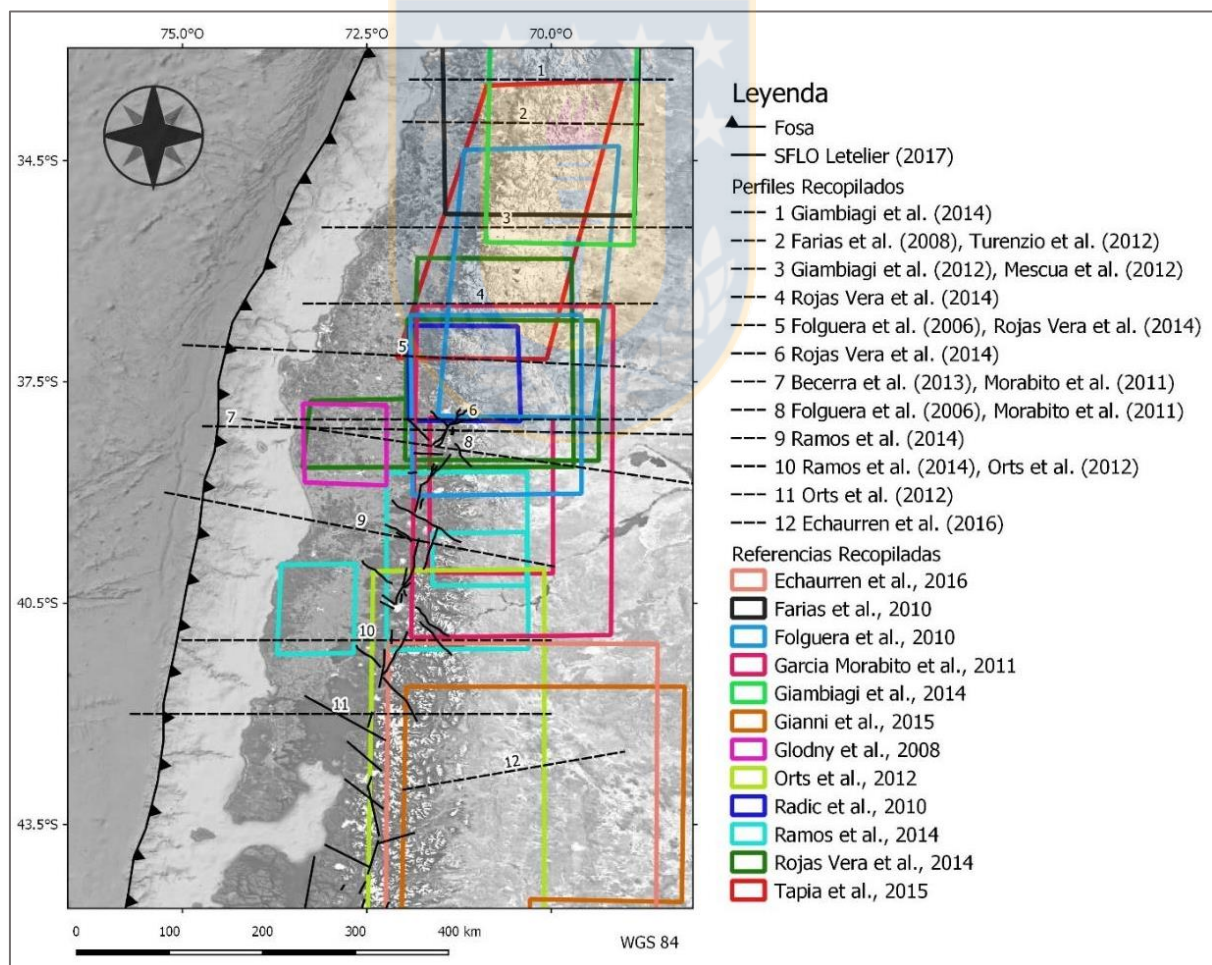 75.0°O 72.5°O 70.0°O
34.5°S
37.5°S
40.5°S
43.5°S
1
2
3
4
5
6
7
8
9
10
11
12
0 100 200 300 400 km
WGS 84
Leyenda
Fosa
SFLO Letelier (2017)
Perfiles Recopilados
1 Giambiagi et al. (2014)
2 Farias et al. (2008), Turenzio et al. (2012)
3 Giambiagi et al. (2012), Mescua et al. (2012)
4 Rojas Vera et al. (2014)
5 Folguera et al. (2006), Rojas Vera et al. (2014)
6 Rojas Vera et al. (2014)
7 Becerra et al. (2013), Morabito et al. (2011)
8 Folguera et al. (2006), Morabito et al. (2011)
9 Ramos et al. (2014)
10 Ramos et al. (2014), Orts et al. (2012)
11 Orts et al. (2012)
12 Echaurren et al. (2016)
Referencias Recopiladas
Echaurren et al., 2016
Farias et al., 2010
Folguera et al., 2010
Garcia Morabito et al., 2011
Giambiagi et al., 2014
Gianni et al., 2015
Glodny et al., 2008
Orts et al., 2012
Radic et al., 2010
Ramos et al., 2014
Rojas Vera et al., 2014
Tapia et al., 2015